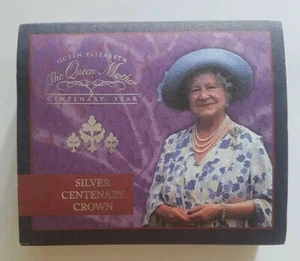 QUEEN ELIZABETH
The Queen Mother
CENTENARY YEAR
SILVER
CENTENARY
CROWN